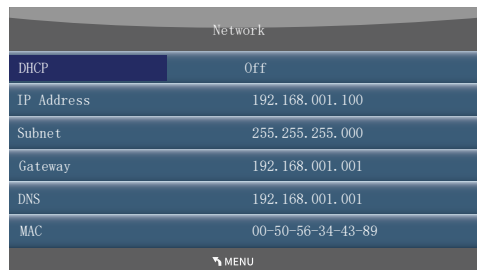 Network
DHCP Off
IP Address 192.168.001.100
Subnet 255.255.255.000
Gateway 192.168.001.001
DNS 192.168.001.001
MAC 00-50-56-34-43-89
MENU